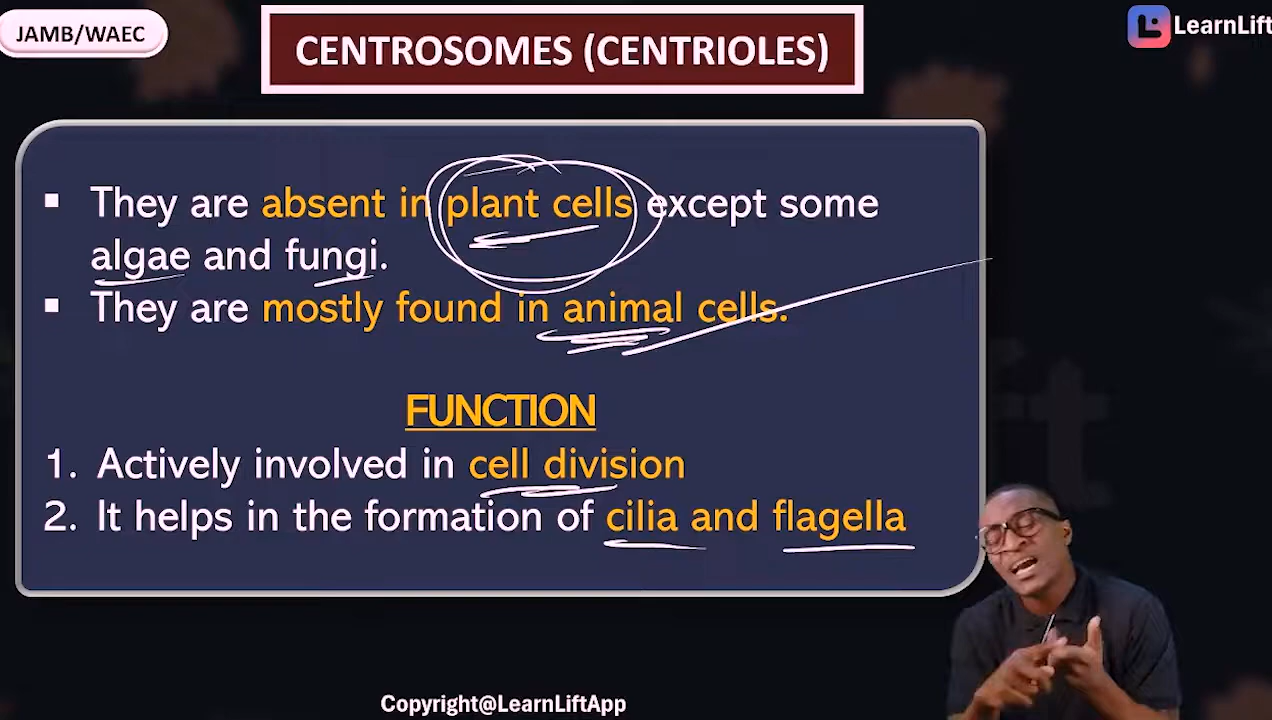 JAMB/WAEC
CENTROSOMES (CENTRIOLES)
LearnLift
▪ They are absent in plant cells except some
algae and fungi.
▪ They are mostly found in animal cells.
FUNCTION
1. Actively involved in cell division
2. It helps in the formation of cilia and flagella
Copyright@LearnLiftApp